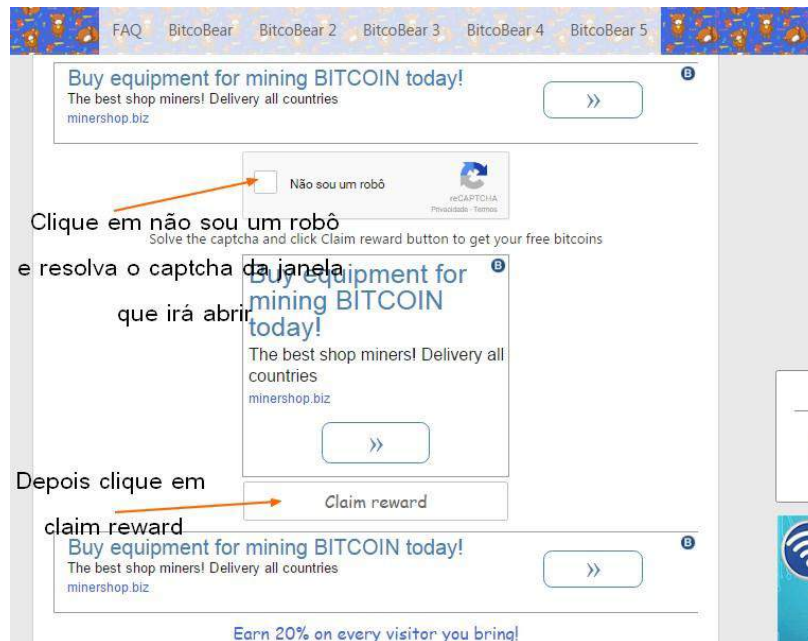 FAQ BitcoBear BitcoBear 2 BitcoBear 3 BitcoBear 4 BitcoBear 5
Buy equipment for mining BITCOIN today!
The best shop miners! Delivery all countries
minershop.biz
»
B
Não sou um robô
reCAPTCHA
Privacidade - Termos
Clique em não sou um robô
Solve the captcha and click Claim reward button to get your free bitcoins
e resolva o captcha da janela
que irá abrir
Buy equipment for
mining BITCOIN
today!
B
The best shop miners! Delivery all
countries
minershop.biz
»
Depois clique em
claim reward
Claim reward
Buy equipment for mining BITCOIN today!
The best shop miners! Delivery all countries
minershop.biz
»
B
Earn 20% on every visitor you bring!